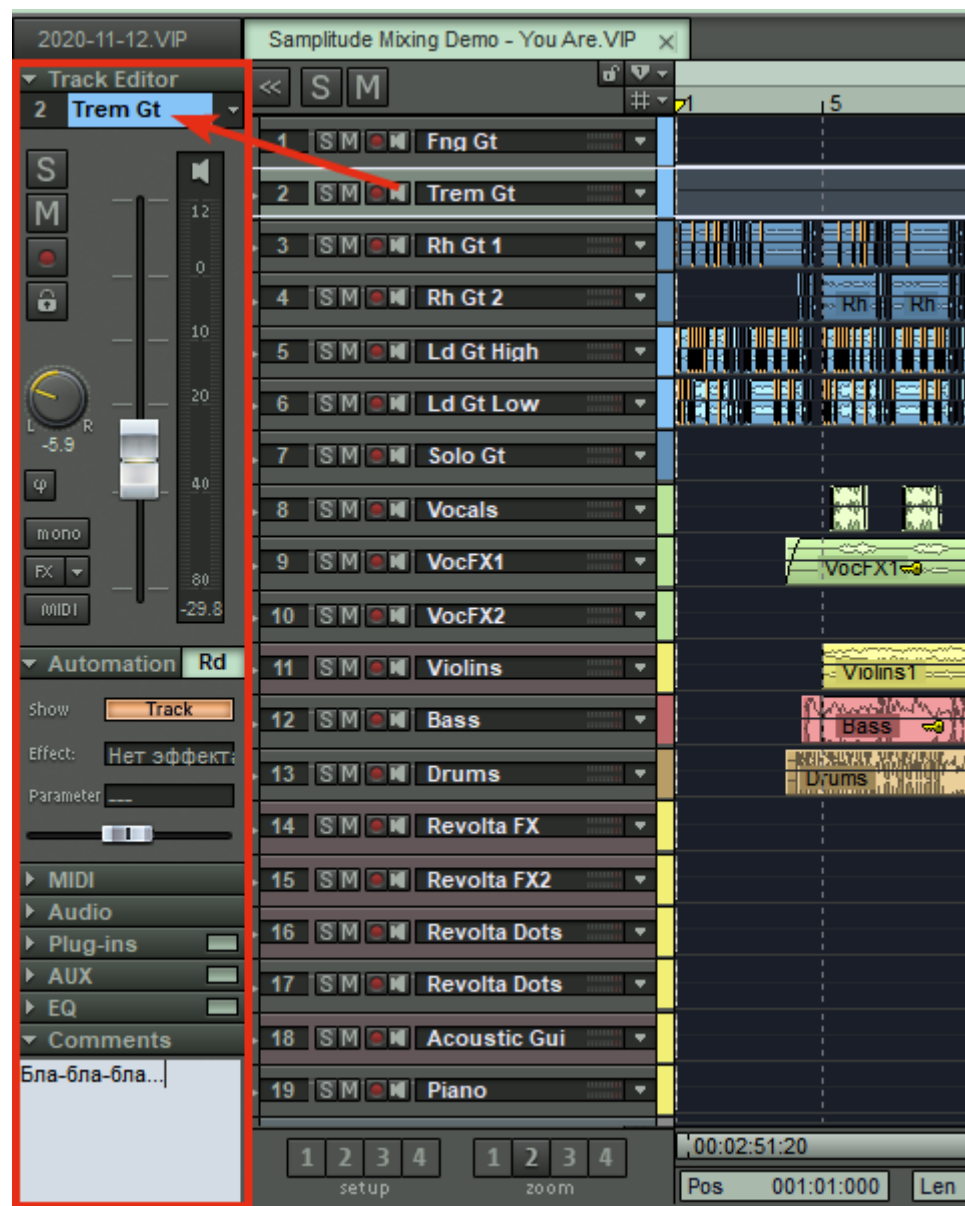 2020-11-12.VIP
Samplitude Mixing Demo - You Are.VIP
Track Editor
2 Trem Gt
S
M
12
0
10
20
40
80
-29.8
L R
-5.9
φ
mono
FX
MIDI
Automation Rd
Show Track
Effect: Нет эффекта
Parameter ---
MIDI
Audio
Plug-ins
AUX
EQ
Comments
Бла-бла-бла...
<< S M
1 S M Fng Gt
2 S M Trem Gt
3 S M Rh Gt 1
4 S M Rh Gt 2
5 S M Ld Gt High
6 S M Ld Gt Low
7 S M Solo Gt
8 S M Vocals
9 S M VocFX1
10 S M VocFX2
11 S M Violins
12 S M Bass
13 S M Drums
14 S M Revolta FX
15 S M Revolta FX2
16 S M Revolta Dots
17 S M Revolta Dots
18 S M Acoustic Gui
19 S M Piano
1 2 3 4
setup
1 2 3 4
zoom
1 5
Rh Rh
VocFX1
Violins1
Bass
Drums
00:02:51:20
Pos 001:01:000 Len